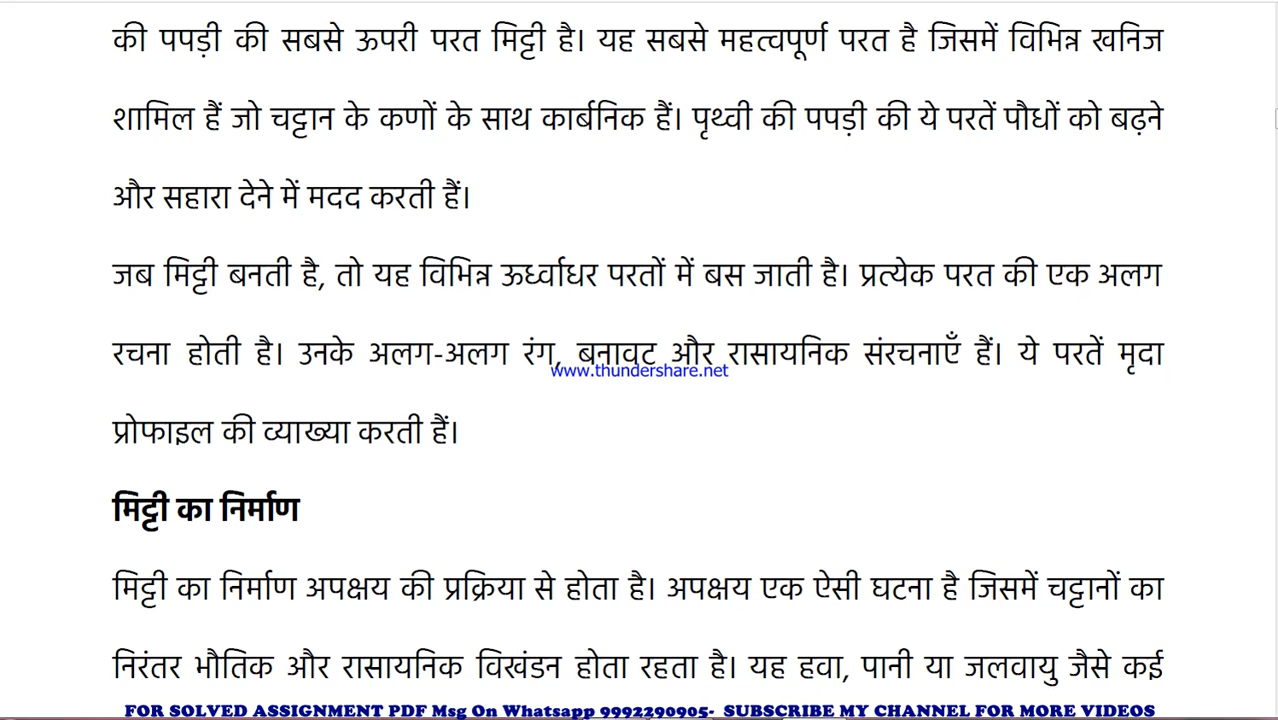 की पपड़ी की सबसे ऊपरी परत मिट्टी है। यह सबसे महत्वपूर्ण परत है जिसमें विभिन्न खनिज
शामिल हैं जो चट्टान के कणों के साथ कार्बनिक हैं। पृथ्वी की पपड़ी की ये परतें पौधों को बढ़ने
और सहारा देने में मदद करती हैं।
जब मिट्टी बनती है, तो यह विभिन्न ऊर्ध्वाधर परतों में बस जाती है। प्रत्येक परत की एक अलग
रचना होती है। उनके अलग-अलग रंग, बनावट और रासायनिक संरचनाएँ हैं। ये परतें मृदा
www.thundershare.net
प्रोफाइल की व्याख्या करती हैं।
मिट्टी का निर्माण
मिट्टी का निर्माण अपक्षय की प्रक्रिया से होता है। अपक्षय एक ऐसी घटना है जिसमें चट्टानों का
निरंतर भौतिक और रासायनिक विखंडन होता रहता है। यह हवा, पानी या जलवायु जैसे कई
FOR SOLVED ASSIGNMENT PDF Msg On Whatsapp 9992290905- SUBSCRIBE MY CHANNEL FOR MORE VIDEOS